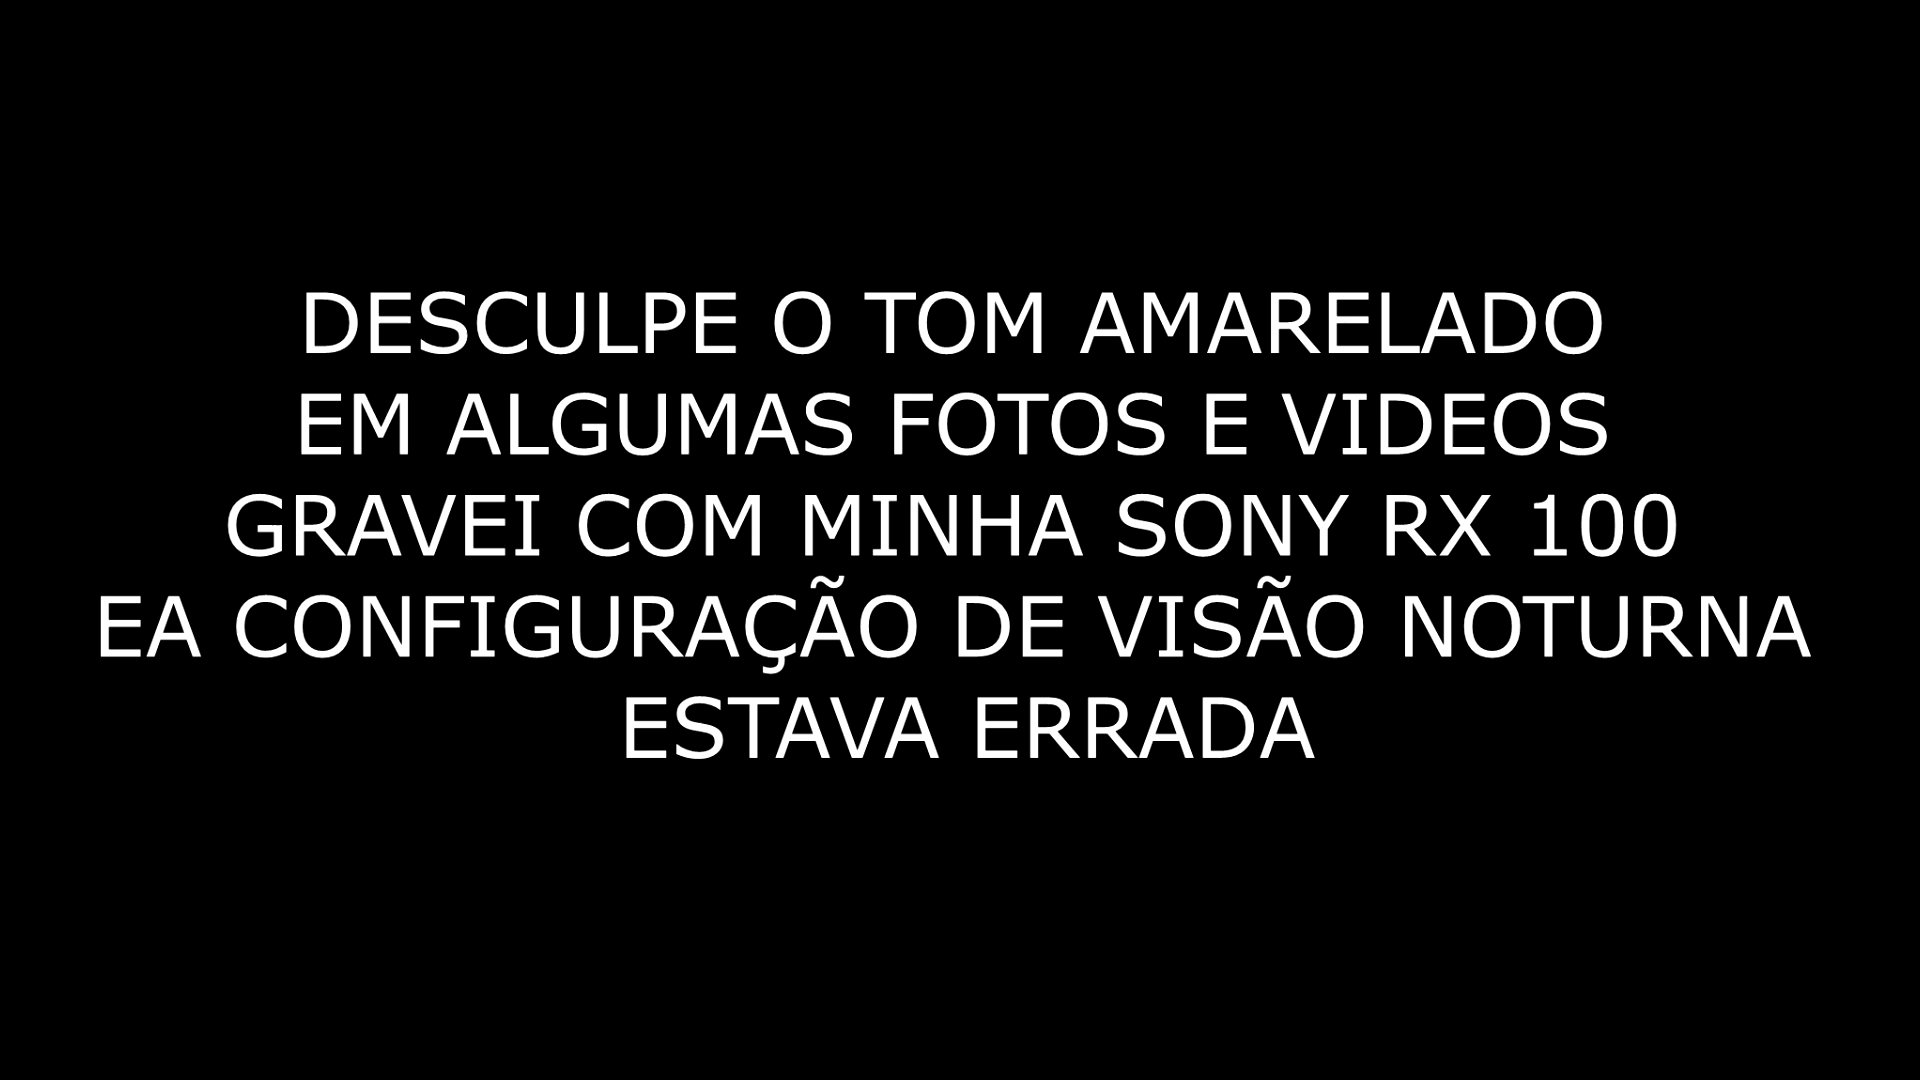 DESCULPE O TOM AMARELADO
EM ALGUMAS FOTOS E VIDEOS
GRAVEI COM MINHA SONY RX 100
EA CONFIGURAÇÃO DE VISÃO NOTURNA
ESTAVA ERRADA